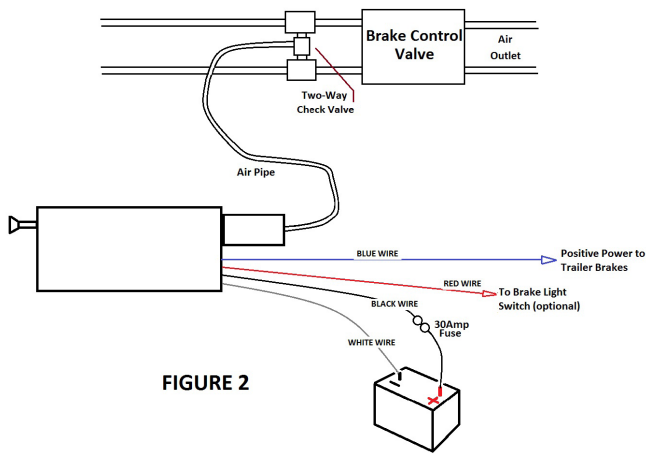 Brake Control
Valve
Air
Outlet
Two-Way
Check Valve
Air Pipe
BLUE WIRE
Positive Power to
Trailer Brakes
RED WIRE
To Brake Light
Switch (optional)
BLACK WIRE
30Amp
Fuse
WHITE WIRE
FIGURE 2